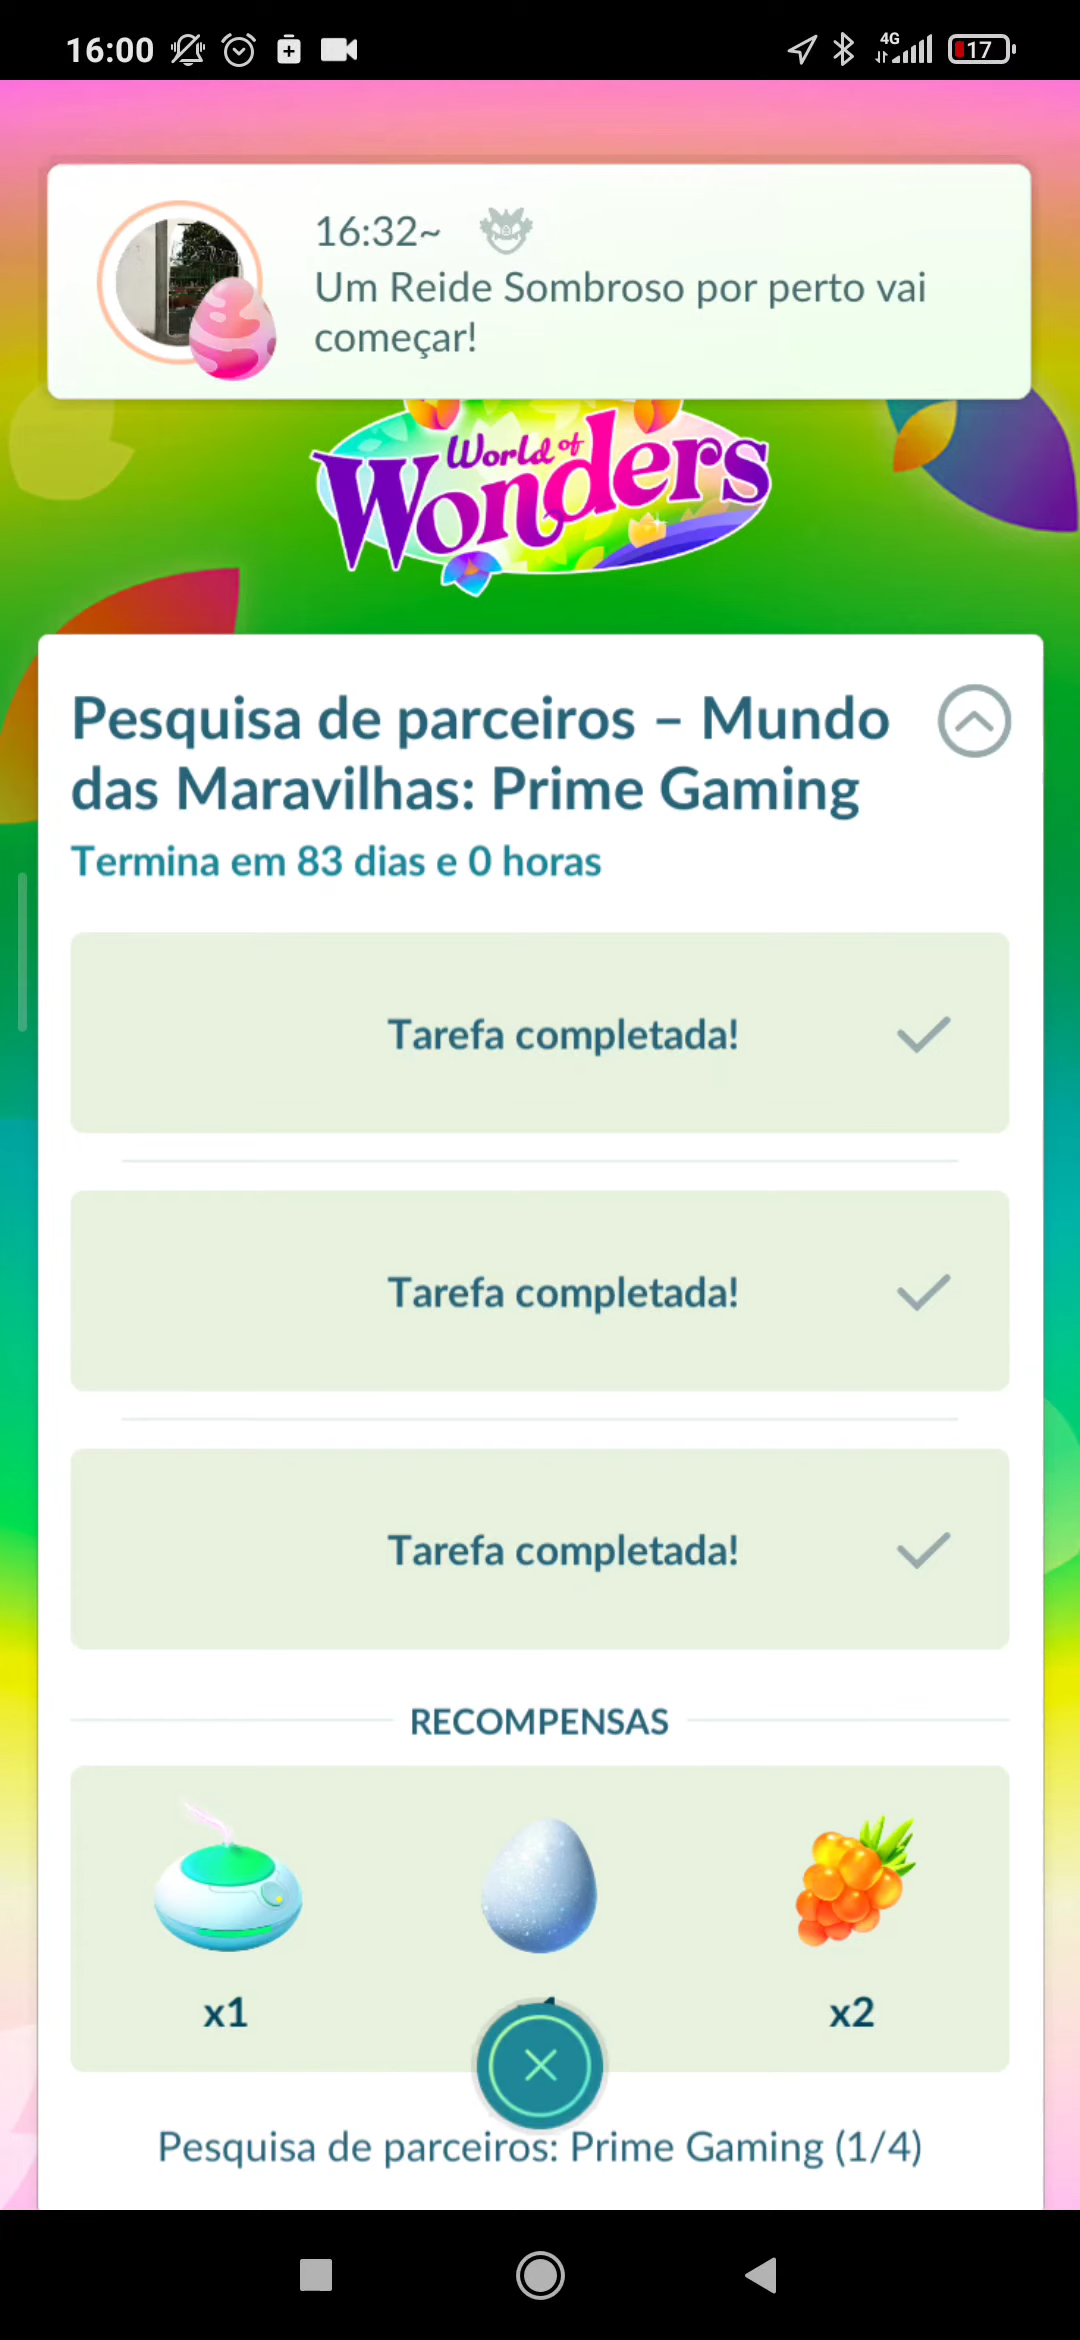 16:00
4G
17
16:32~
Um Reide Sombroso por perto vai
começar!
World of
Wonders
Pesquisa de parceiros – Mundo
das Maravilhas: Prime Gaming
Termina em 83 dias e 0 horas
Tarefa completada!
Tarefa completada!
Tarefa completada!
RECOMPENSAS
x1
x2
Pesquisa de parceiros: Prime Gaming (1/4)